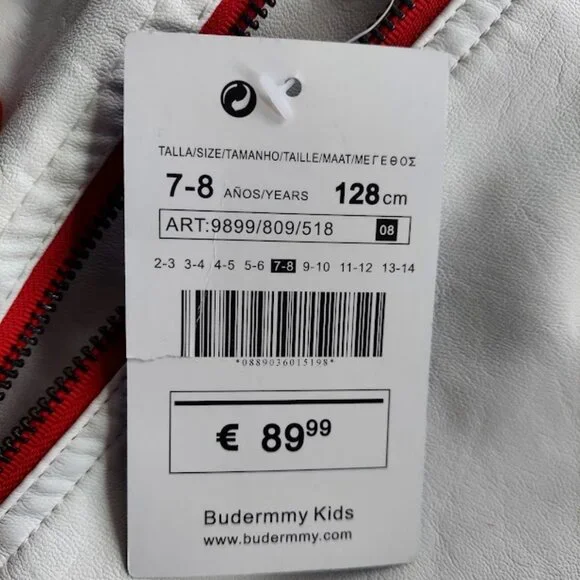 TALLA/SIZE/TAMANHO/TAILLE/MAAT/ΜΕΓΕΘΟΣ
7-8 AÑOS/YEARS 128cm
ART:9899/809/518 08
2-3 3-4 4-5 5-6 7-8 9-10 11-12 13-14
*0889036015198*
€ 89⁹⁹
Budermmy Kids
www.budermmy.com